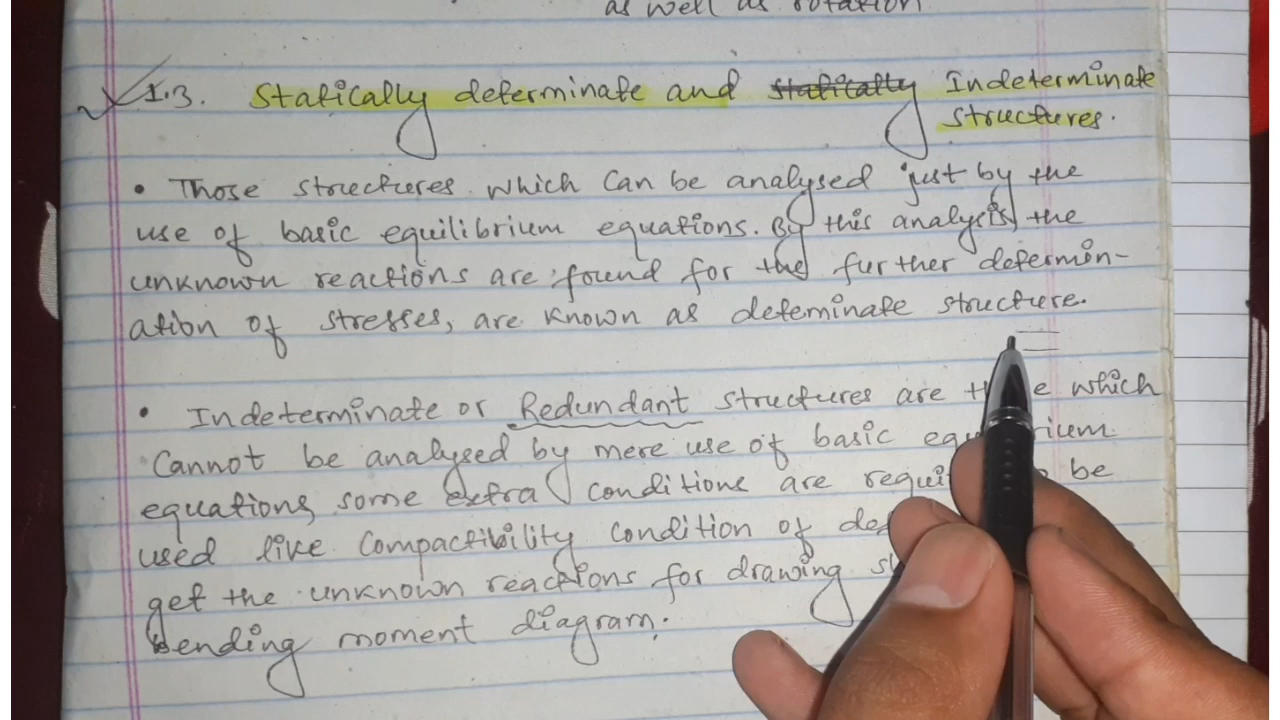 as well as rotation
1.3. Statically determinate and statically Indeterminate
structures.
• Those structures which can be analysed just by the
use of basic equilibrium equations. By this analysis, the
unknown reactions are found for the further determin-
ation of stresses, are known as deteminate structure.
• Indeterminate or Redundant structures are which
Cannot be analysed by mere use of basic
equations, some extra conditions are be
used like Compactibility condition of
get the unknown reactions for drawing
bending moment diagram.